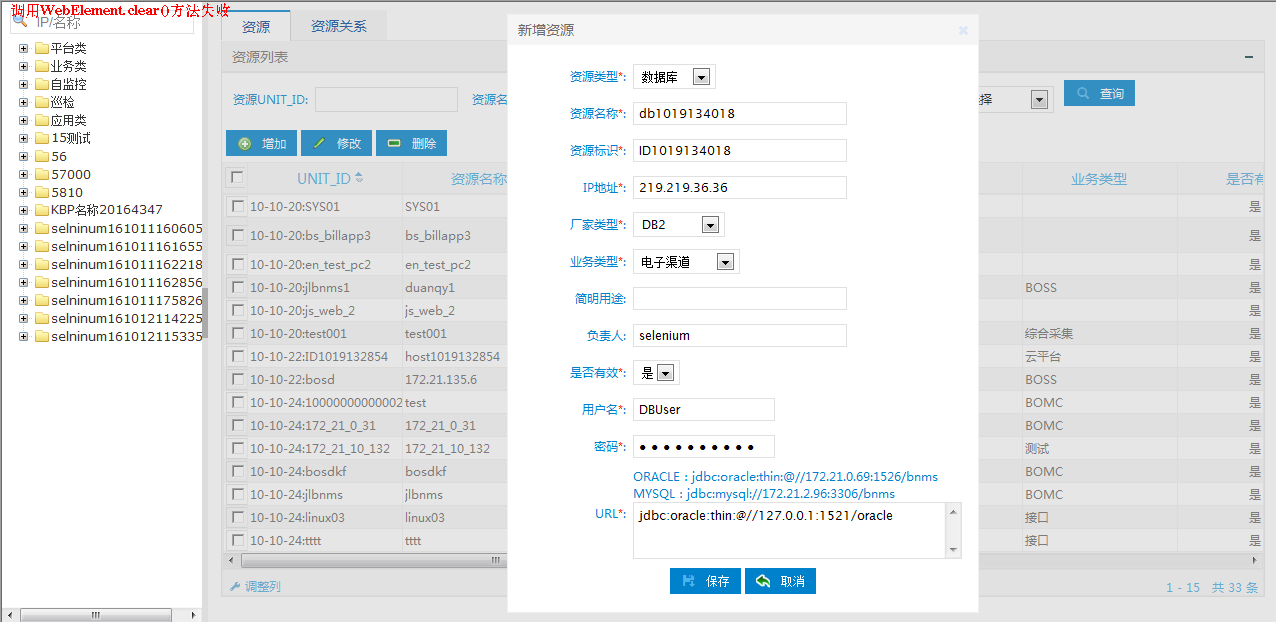 调用WebElement.clear()方法失败
IP/名称
平台类
业务类
自监控
巡检
应用类
15测试
56
57000
5810
KBP名称20164347
selninum161011160605
selninum161011161655
selninum161011162218
selninum161011162856
selninum161011175826
selninum161012114225
selninum161012115335
资源 资源关系
资源列表
资源UNIT_ID: 资源名 择 查询
增加 修改 删除
UNIT_ID 资源名称 业务类型 是否有
10-10-20:SYS01 SYS01 是
10-10-20:bs_billapp3 bs_billapp3 是
10-10-20:en_test_pc2 en_test_pc2 是
10-10-20:jlbnms1 duanqy1 BOSS 是
10-10-20:js_web_2 js_web_2 是
10-10-20:test001 test001 综合采集 是
10-10-22:ID1019132854 host1019132854 云平台 是
10-10-22:bosd 172.21.135.6 BOSS 是
10-10-24:10000000000002 test BOMC 是
10-10-24:172_21_0_31 172_21_0_31 BOMC 是
10-10-24:172_21_10_132 172_21_10_132 测试 是
10-10-24:bosdkf bosdkf BOMC 是
10-10-24:jlbnms jlbnms BOMC 是
10-10-24:linux03 linux03 接口 是
10-10-24:tttt tttt 接口 是
调整列 1 - 15 共 33 条
新增资源
资源类型*: 数据库
资源名称*: db1019134018
资源标识*: ID1019134018
IP地址*: 219.219.36.36
厂家类型*: DB2
业务类型*: 电子渠道
简明用途:
负责人: selenium
是否有效*: 是
用户名*: DBUser
密码*: ●●●●●●●●●●
ORACLE : jdbc:oracle:thin:@//172.21.0.69:1526/bnms
MYSQL : jdbc:mysql://172.21.2.96:3306/bnms
URL*: jdbc:oracle:thin:@//127.0.0.1:1521/oracle
保存 取消